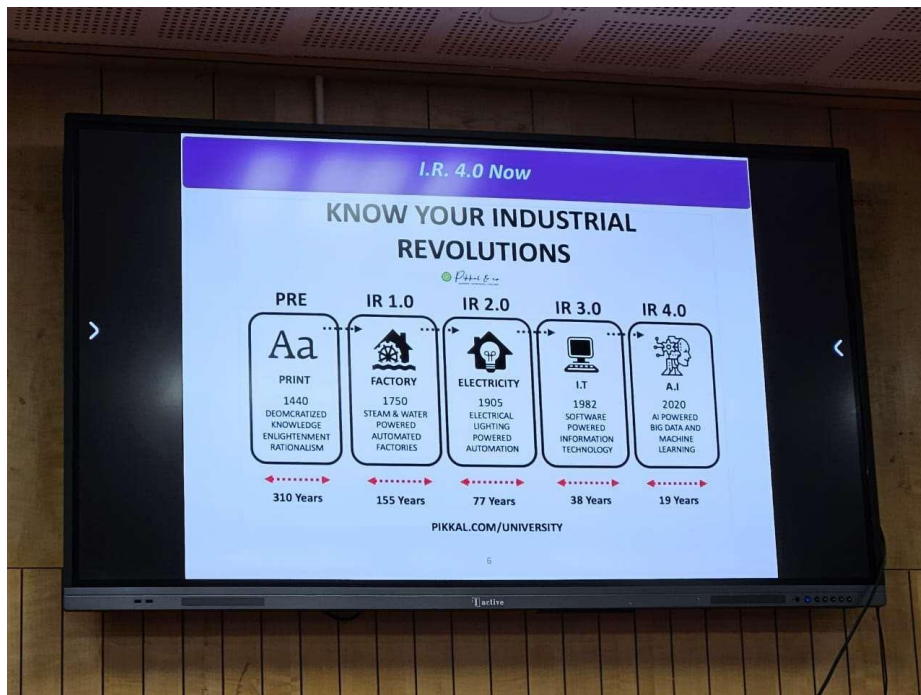 I.R. 4.0 Now
KNOW YOUR INDUSTRIAL
REVOLUTIONS
Pikkal & co
PRE
Aa
PRINT
1440
DEOMCRATIZED
KNOWLEDGE
ENLIGHTENMENT
RATIONALISM
310 Years
IR 1.0
FACTORY
1750
STEAM & WATER
POWERED
AUTOMATED
FACTORIES
155 Years
IR 2.0
ELECTRICITY
1905
ELECTRICAL
LIGHTING
POWERED
AUTOMATION
77 Years
IR 3.0
I.T
1982
SOFTWARE
POWERED
INFORMATION
TECHNOLOGY
38 Years
IR 4.0
A.I
2020
AI POWERED
BIG DATA AND
MACHINE
LEARNING
19 Years
PIKKAL.COM/UNIVERSITY
6